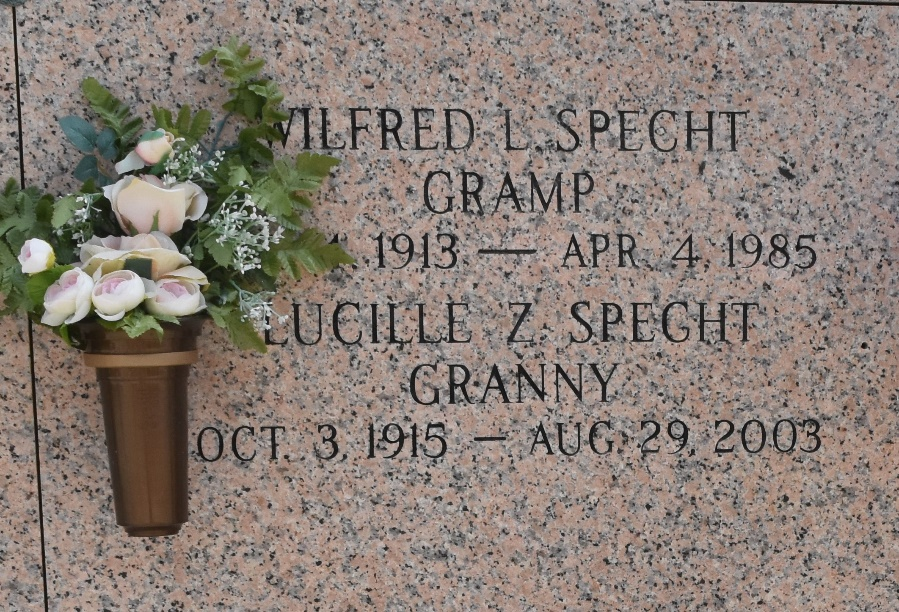 WILFRED L. SPECHT
GRAMP
1913 — APR. 4, 1985
LUCILLE Z. SPECHT
GRANNY
OCT. 3, 1915 — AUG. 29, 2003